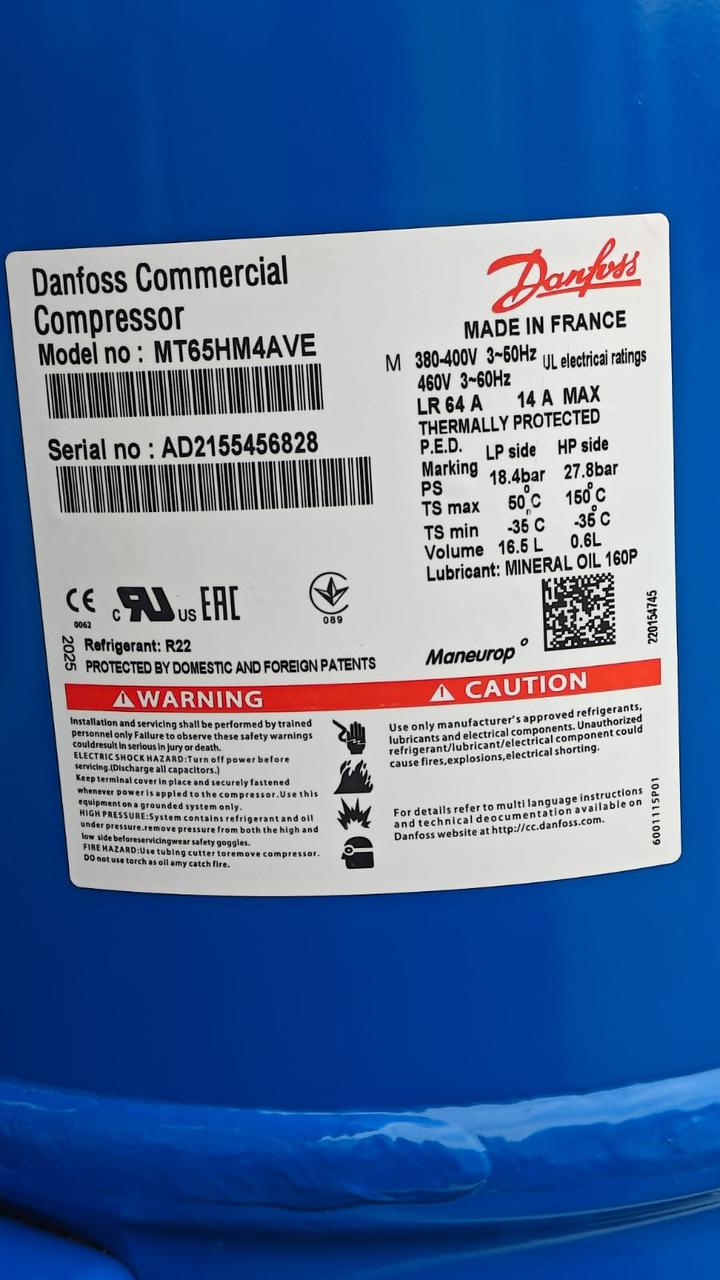 Danfoss Commercial
Compressor
Model no : MT65HM4AVE
Serial no : AD2155456828
Danfoss
MADE IN FRANCE
M 380-400V 3~50Hz UL electricai ratings
460V 3~60Hz
LR 64 A 14 A MAX
THERMALLY PROTECTED
P.E.D. LP side HP side
Marking
PS 18.4bar 27.8bar
TS max 50°C 150°C
TS min -35 C -35 C
Volume 16.5 L 0.6L
Lubricant: MINERAL OIL 160P
CE
0062
c RU us
EAC
089
2025
Refrigerant: R22
PROTECTED BY DOMESTIC AND FOREIGN PATENTS
Maneurop°
220154745
WARNING
Installation and servicing shall be performed by trained
personnel only Failure to observe these safety warnings
couldresult in serious in jury or death.
ELECTRIC SHOCK HAZARD:Turn off power before
servicing.(Discharge all capacitors.)
Keep terminal cover in place and securely fastened
whenever power is appled to the compressor.Use this
equipment on a grounded system only.
HIGH PRESSURE:System contains refrigerant and oil
under pressure.remove pressure from both the high and
low side beforeservicingwear safety goggles.
FIRE HAZARD:Use tubing cutter toremove compressor.
DO not use torch as oil any catch fire.
CAUTION
Use only manufacturer's approved refrigerants,
lubricants and electrical components. Unauthorized
refrigerant/lubricant/electrical component could
cause fires,explosions,electrical shorting.
For details refer to multi language instructions
and technical deocumentation available on
Danfoss website at http://cc.danfoss.com.
6001115P01